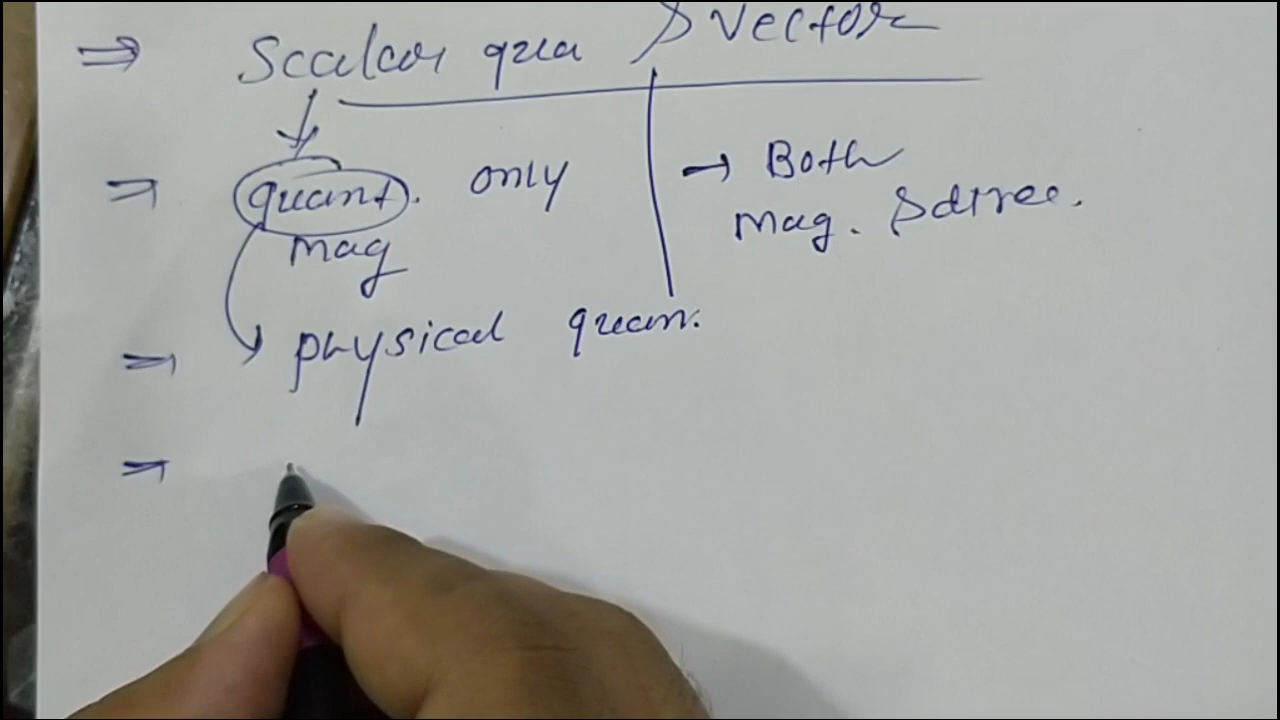 ⇒ Scalar qua & vector
⇒ quant. only
mag
→ Both
mag. & direc.
⇒ physical quan.
⇒